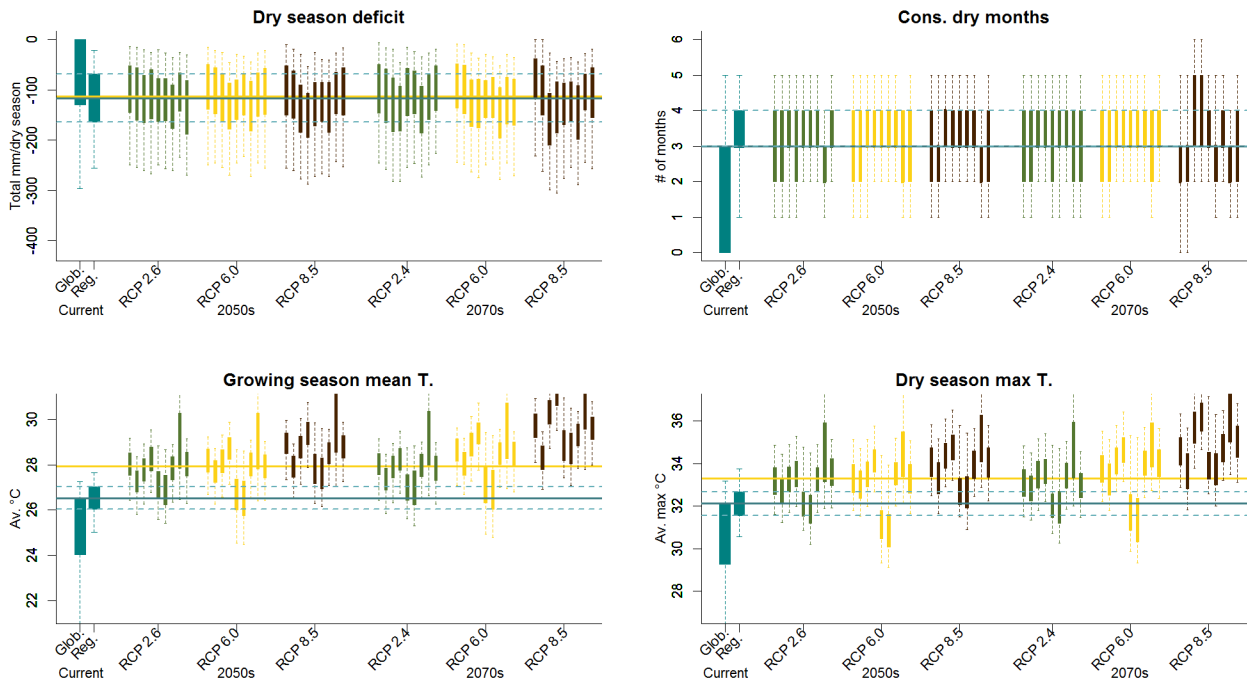 Dry season deficit
Total mm/dry season
0
-100
-200
-300
-400
Glob.
Reg.
Current
RCP 2.6
RCP 6.0
RCP 8.5
2050s
RCP 2.4
RCP 6.0
RCP 8.5
2070s
Cons. dry months
# of months
6
5
4
3
2
1
0
Glob.
Reg.
Current
RCP 2.6
RCP 6.0
RCP 8.5
2050s
RCP 2.4
RCP 6.0
RCP 8.5
2070s
Growing season mean T.
Av. °C
30
28
26
24
22
Glob.
Reg.
Current
RCP 2.6
RCP 6.0
RCP 8.5
2050s
RCP 2.4
RCP 6.0
RCP 8.5
2070s
Dry season max T.
Av. max °C
36
34
32
30
28
Glob.
Reg.
Current
RCP 2.6
RCP 6.0
RCP 8.5
2050s
RCP 2.4
RCP 6.0
RCP 8.5
2070s